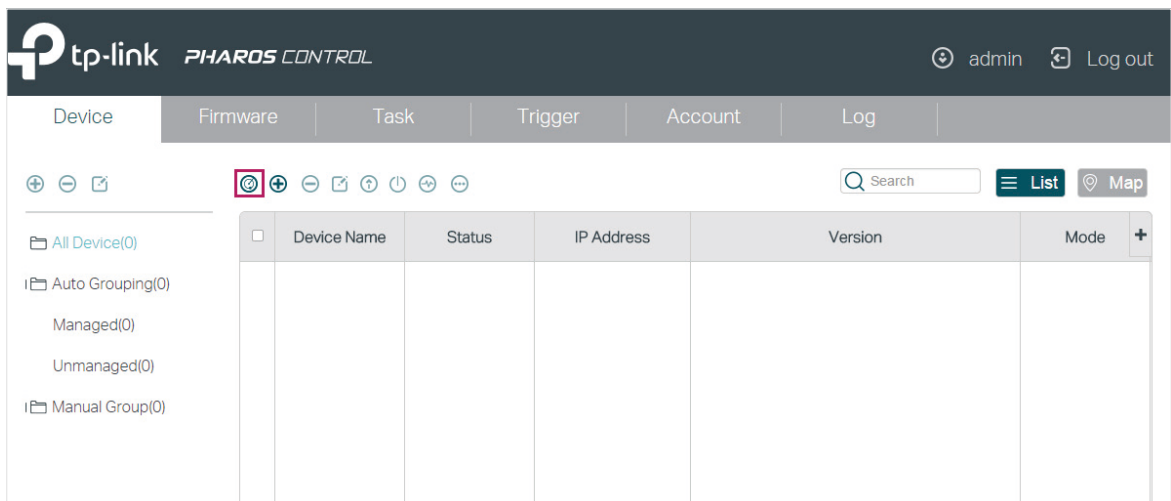 tp-link PHAROS CONTROL admin Log out
Device Firmware Task Trigger Account Log
Search List Map
Device Name Status IP Address Version Mode
All Device(0)
Auto Grouping(0)
Managed(0)
Unmanaged(0)
Manual Group(0)